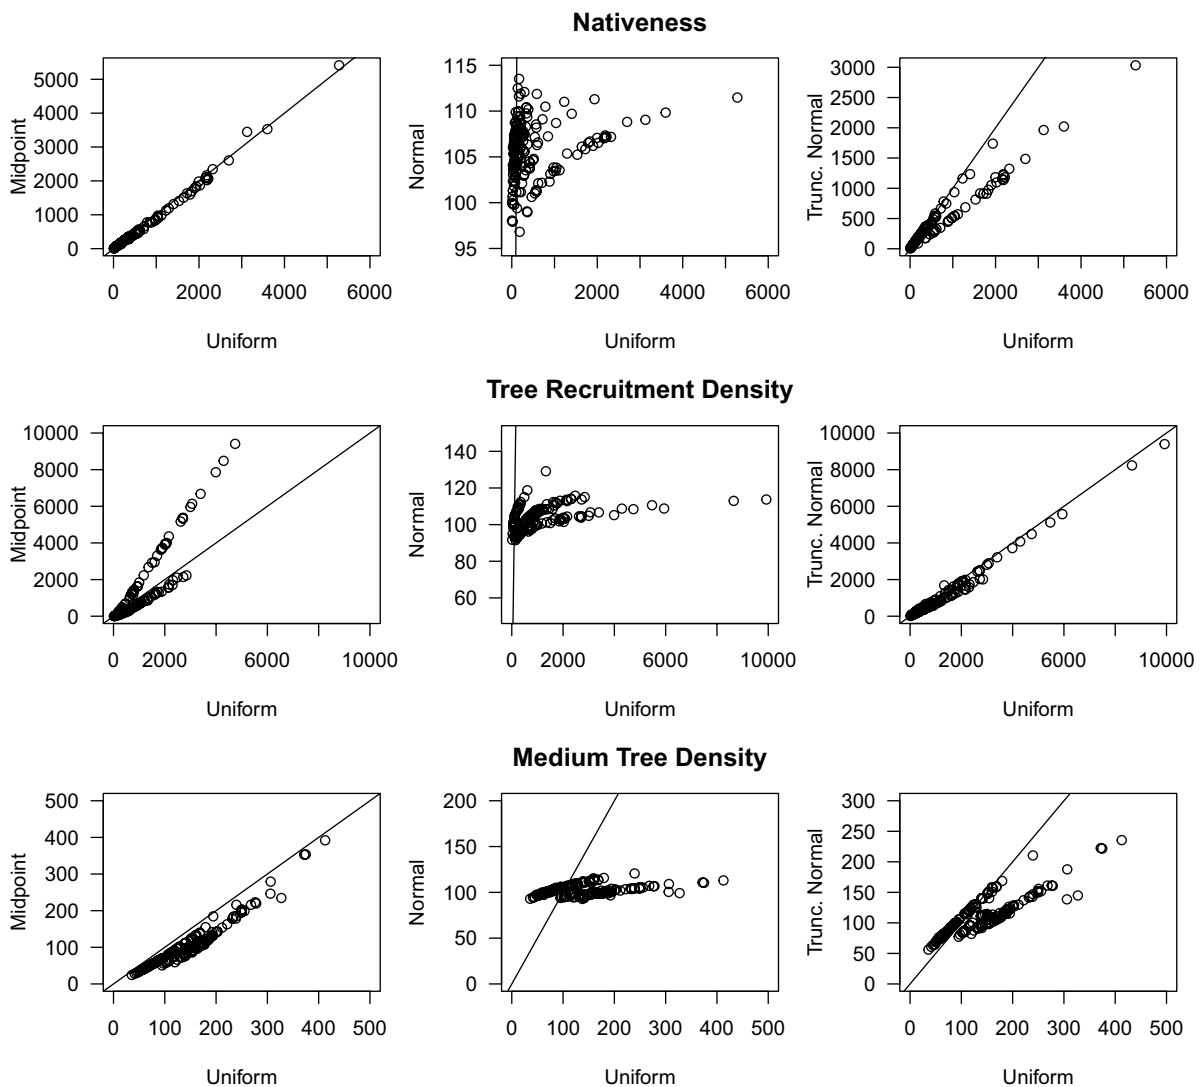 Nativeness
Midpoint
5000
4000
3000
2000
1000
0
0 2000 4000 6000
Uniform
Normal
115
110
105
100
95
0 2000 4000 6000
Uniform
Trunc. Normal
3000
2500
2000
1500
1000
500
0
0 2000 4000 6000
Uniform
Tree Recruitment Density
Midpoint
10000
8000
6000
4000
2000
0
0 2000 6000 10000
Uniform
Normal
140
120
100
80
60
0 2000 6000 10000
Uniform
Trunc. Normal
10000
8000
6000
4000
2000
0
0 2000 6000 10000
Uniform
Medium Tree Density
Midpoint
500
400
300
200
100
0
0 100 200 300 400 500
Uniform
Normal
200
150
100
50
0
0 100 200 300 400 500
Uniform
Trunc. Normal
300
250
200
150
100
50
0
0 100 200 300 400 500
Uniform